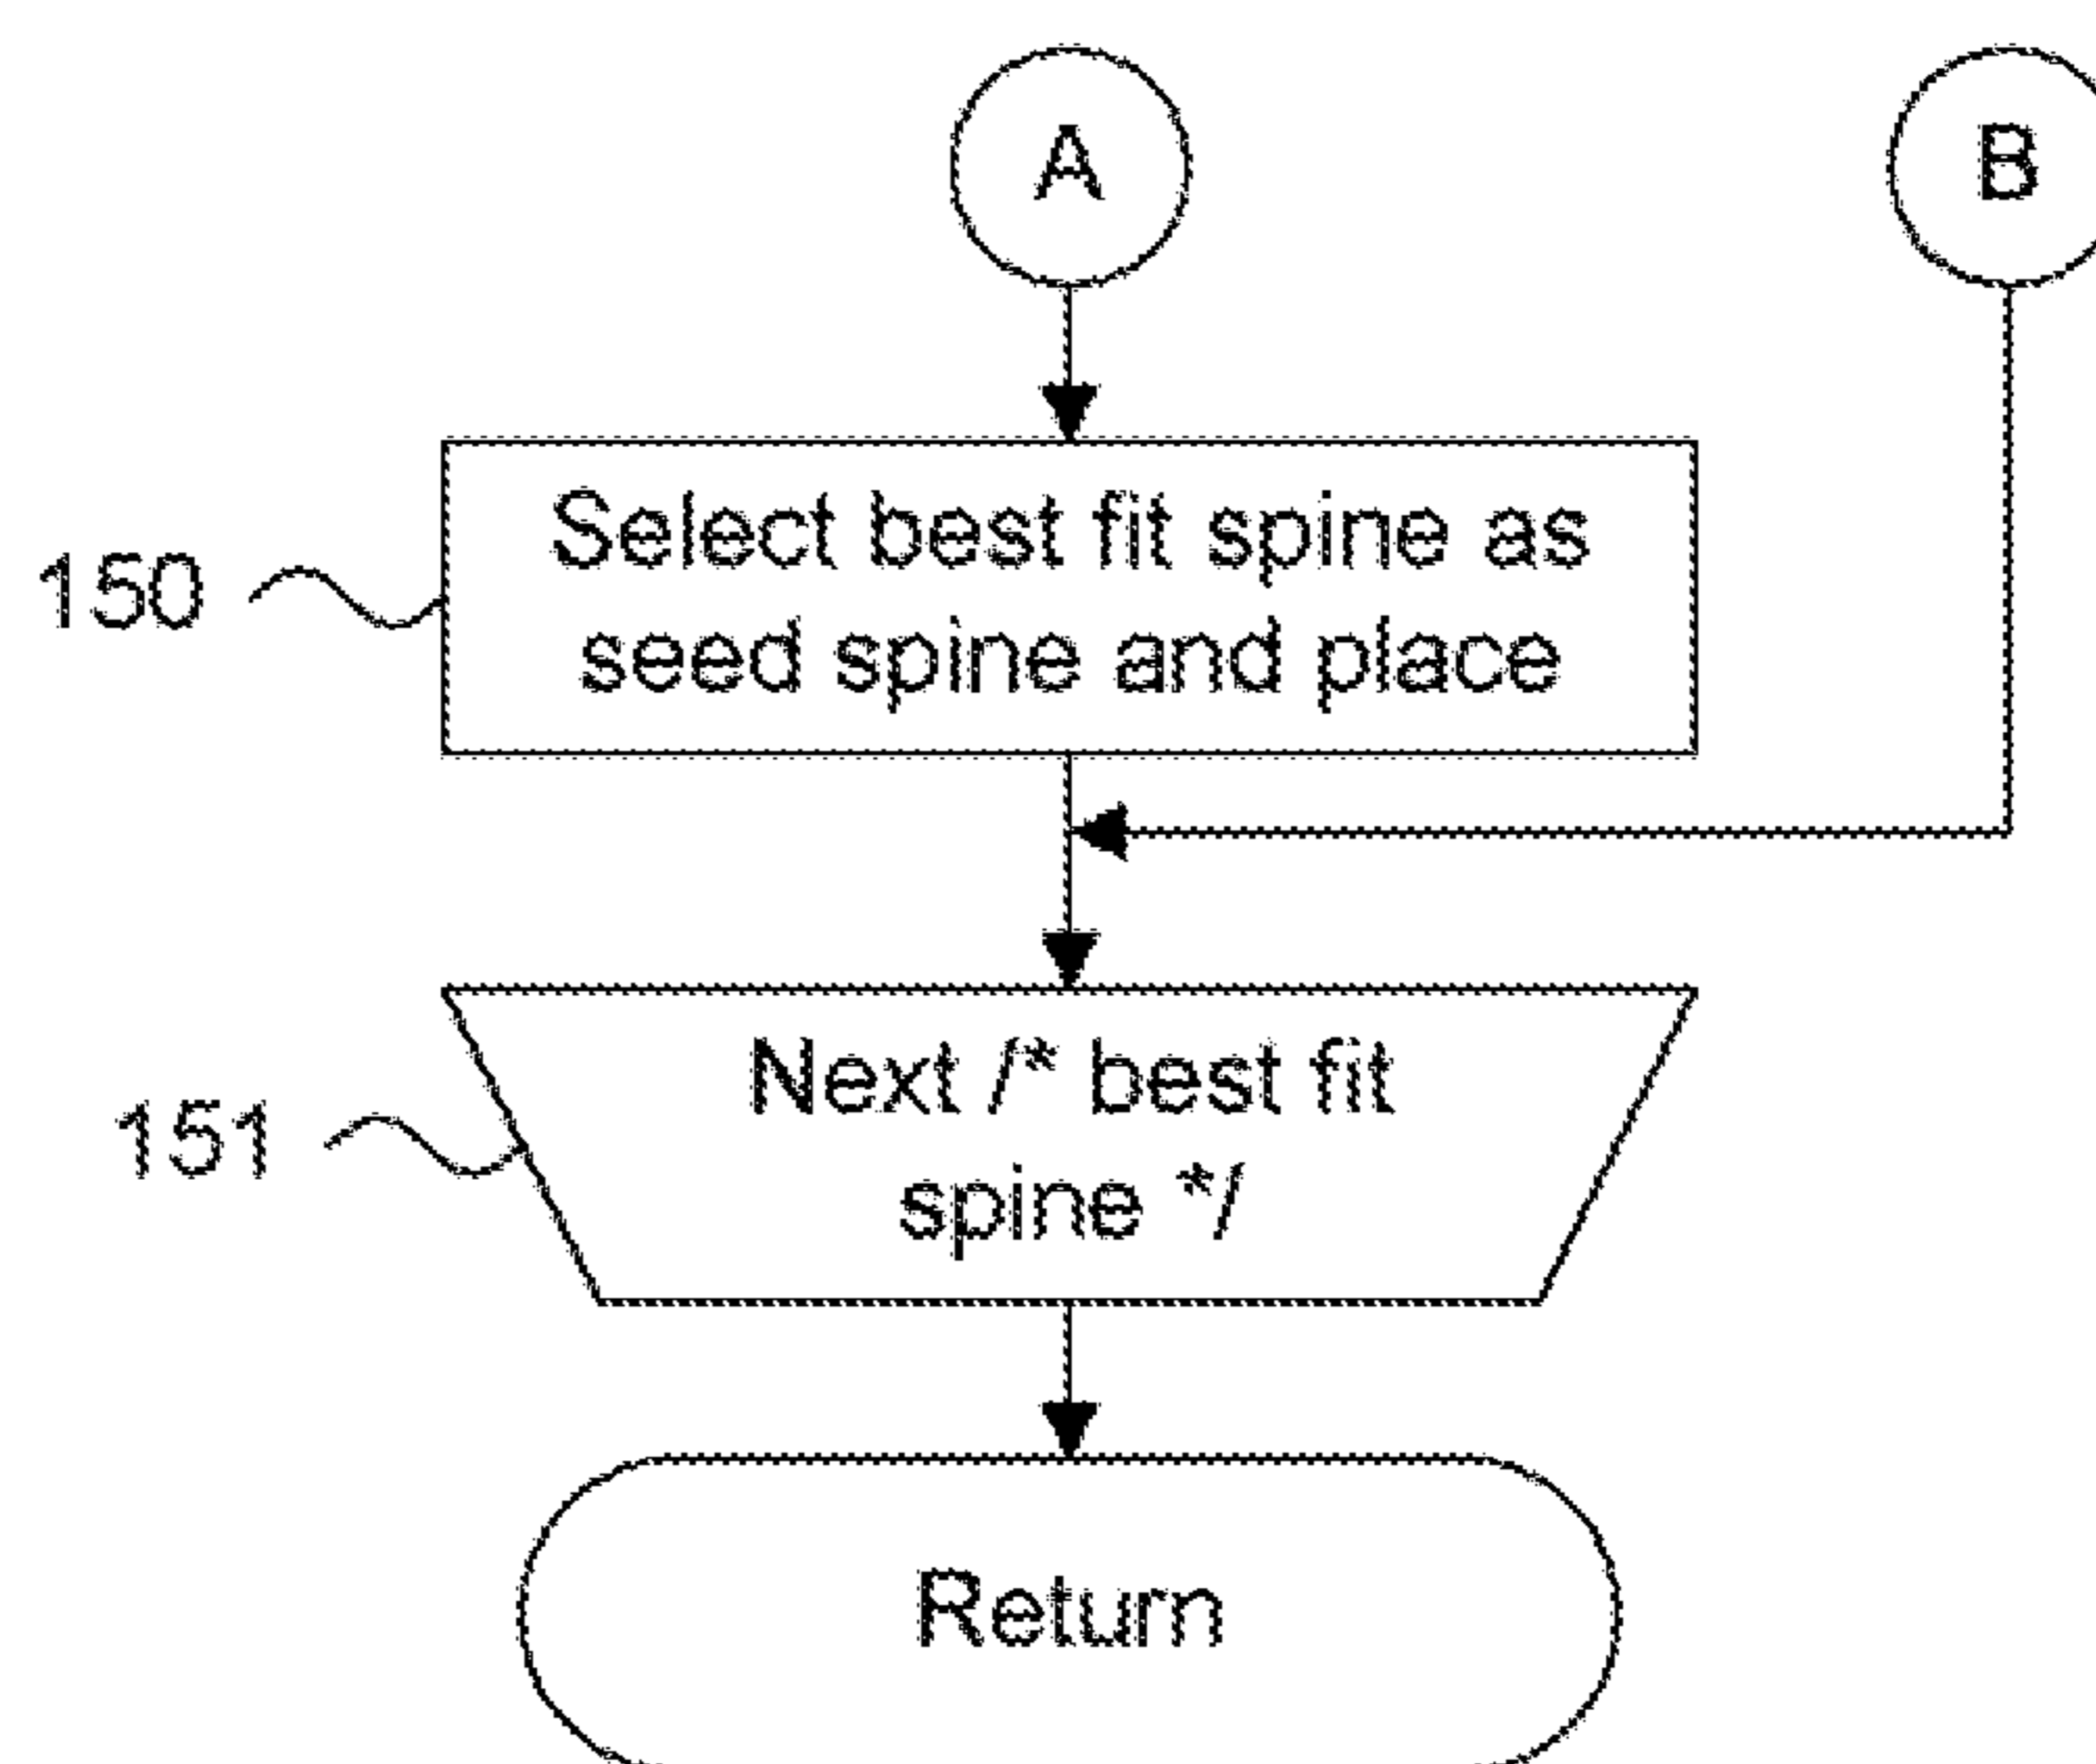 A
B
150
Select best fit spine as
seed spine and place
151
Next /* best fit
spine */
Return